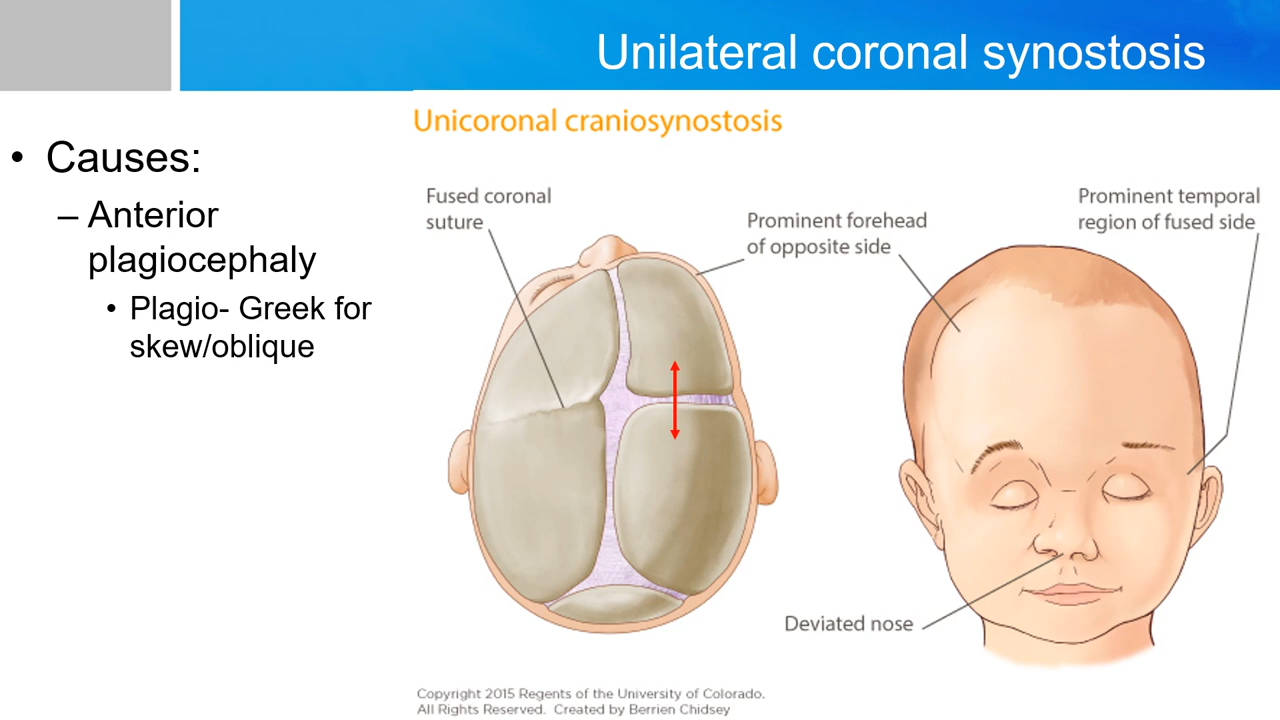 Unilateral coronal synostosis
Unicoronal craniosynostosis
• Causes:
– Anterior
plagiocephaly
• Plagio- Greek for
skew/oblique
Fused coronal
suture
Prominent forehead
of opposite side
Prominent temporal
region of fused side
Deviated nose
Copyright 2015 Regents of the University of Colorado.
All Rights Reserved. Created by Berrien Chidsey